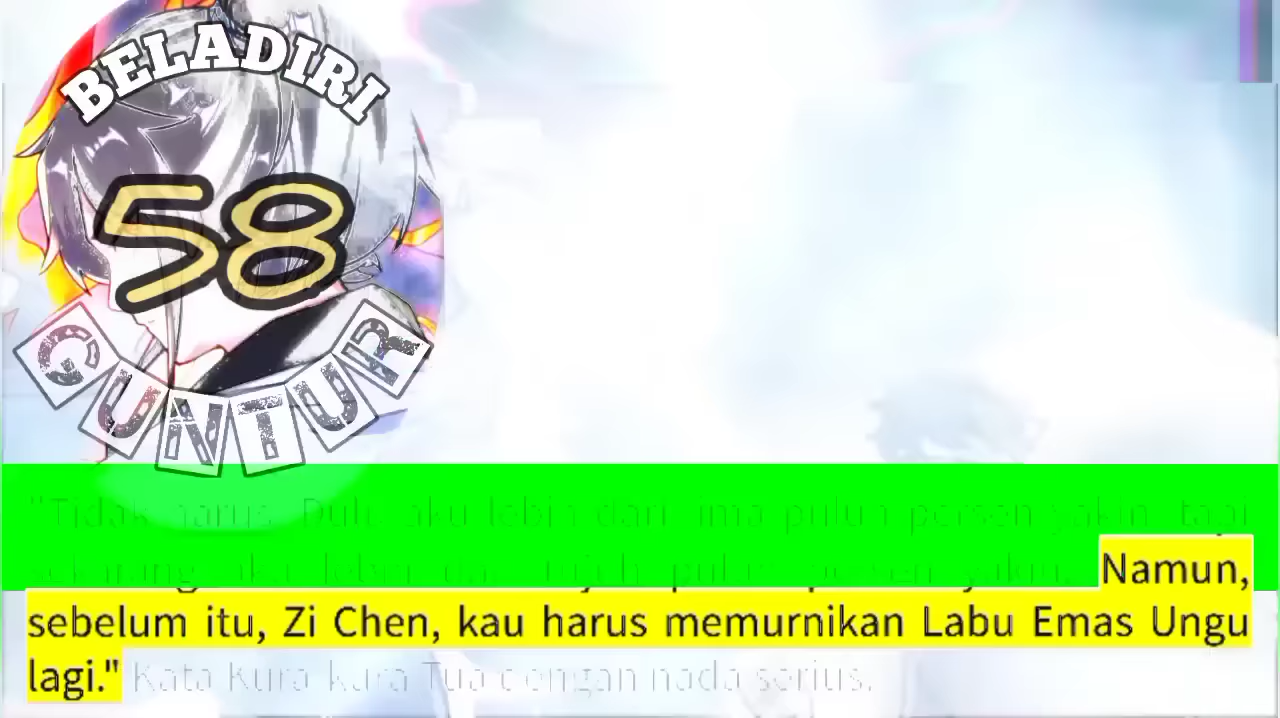 BELADIRI
58
GUNTUR
"Tidak harus. Dulu aku lebih dari lima puluh persen yakin, tapi
sekarang aku lebih dari tujuh puluh persen yakin. Namun,
sebelum itu, Zi Chen, kau harus memurnikan Labu Emas Ungu
lagi." Kata Kura-kura Tua dengan nada serius.